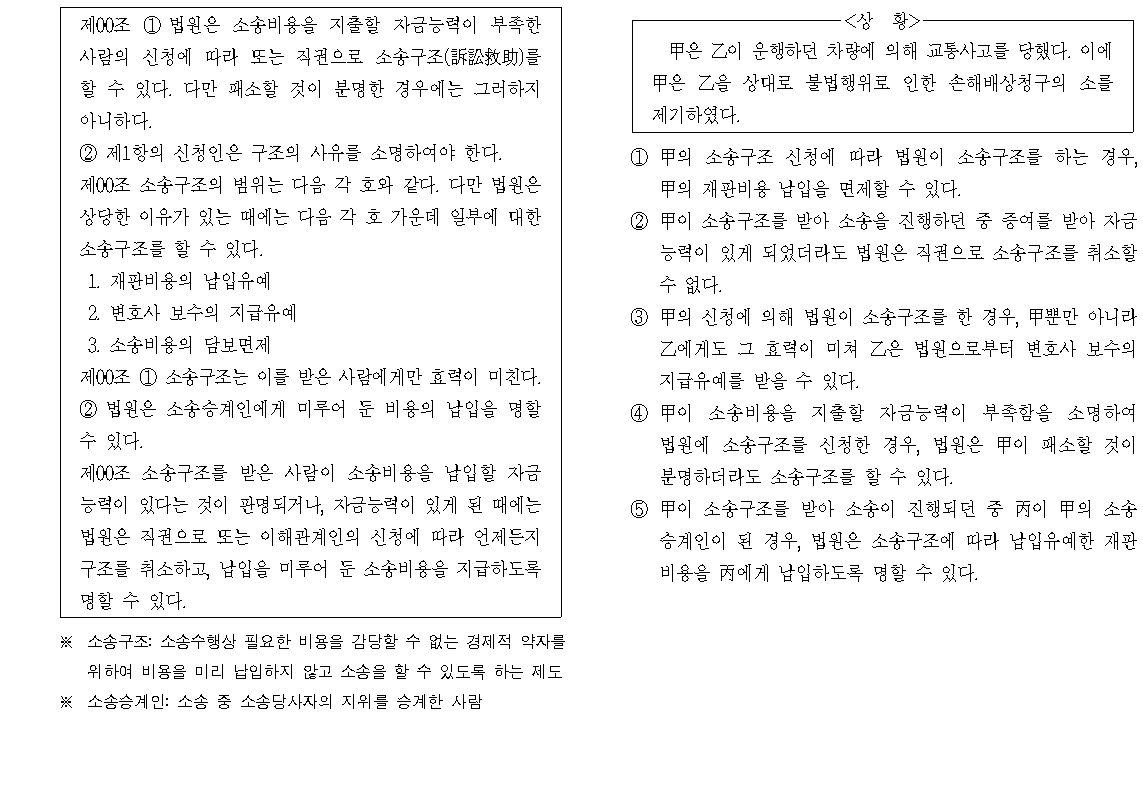 제00조 ① 법원은 소송비용을 지출할 자금능력이 부족한
사람의 신청에 따라 또는 직권으로 소송구조(訴訟救助)를
할 수 있다. 다만 패소할 것이 분명한 경우에는 그러하지
아니하다.
② 제1항의 신청인은 구조의 사유를 소명하여야 한다.
제00조 소송구조의 범위는 다음 각 호와 같다. 다만 법원은
상당한 이유가 있는 때에는 다음 각 호 가운데 일부에 대한
소송구조를 할 수 있다.
1. 재판비용의 납입유예
2. 변호사 보수의 지급유예
3. 소송비용의 담보면제
제00조 ① 소송구조는 이를 받은 사람에게만 효력이 미친다.
② 법원은 소송승계인에게 미루어 둔 비용의 납입을 명할
수 있다.
제00조 소송구조를 받은 사람이 소송비용을 납입할 자금
능력이 있다는 것이 판명되거나, 자금능력이 있게 된 때에는
법원은 직권으로 또는 이해관계인의 신청에 따라 언제든지
구조를 취소하고, 납입을 미루어 둔 소송비용을 지급하도록
명할 수 있다.
※ 소송구조: 소송수행상 필요한 비용을 감당할 수 없는 경제적 약자를
위하여 비용을 미리 납입하지 않고 소송을 할 수 있도록 하는 제도
※ 소송승계인: 소송 중 소송당사자의 지위를 승계한 사람
<상 황>
甲은 乙이 운행하던 차량에 의해 교통사고를 당했다. 이에
甲은 乙을 상대로 불법행위로 인한 손해배상청구의 소를
제기하였다.
① 甲의 소송구조 신청에 따라 법원이 소송구조를 하는 경우,
甲의 재판비용 납입을 면제할 수 있다.
② 甲이 소송구조를 받아 소송을 진행하던 중 증여를 받아 자금
능력이 있게 되었더라도 법원은 직권으로 소송구조를 취소할
수 없다.
③ 甲의 신청에 의해 법원이 소송구조를 한 경우, 甲뿐만 아니라
乙에게도 그 효력이 미쳐 乙은 법원으로부터 변호사 보수의
지급유예를 받을 수 있다.
④ 甲이 소송비용을 지출할 자금능력이 부족함을 소명하여
법원에 소송구조를 신청한 경우, 법원은 甲이 패소할 것이
분명하더라도 소송구조를 할 수 있다.
⑤ 甲이 소송구조를 받아 소송이 진행되던 중 丙이 甲의 소송
승계인이 된 경우, 법원은 소송구조에 따라 납입유예한 재판
비용을 丙에게 납입하도록 명할 수 있다.